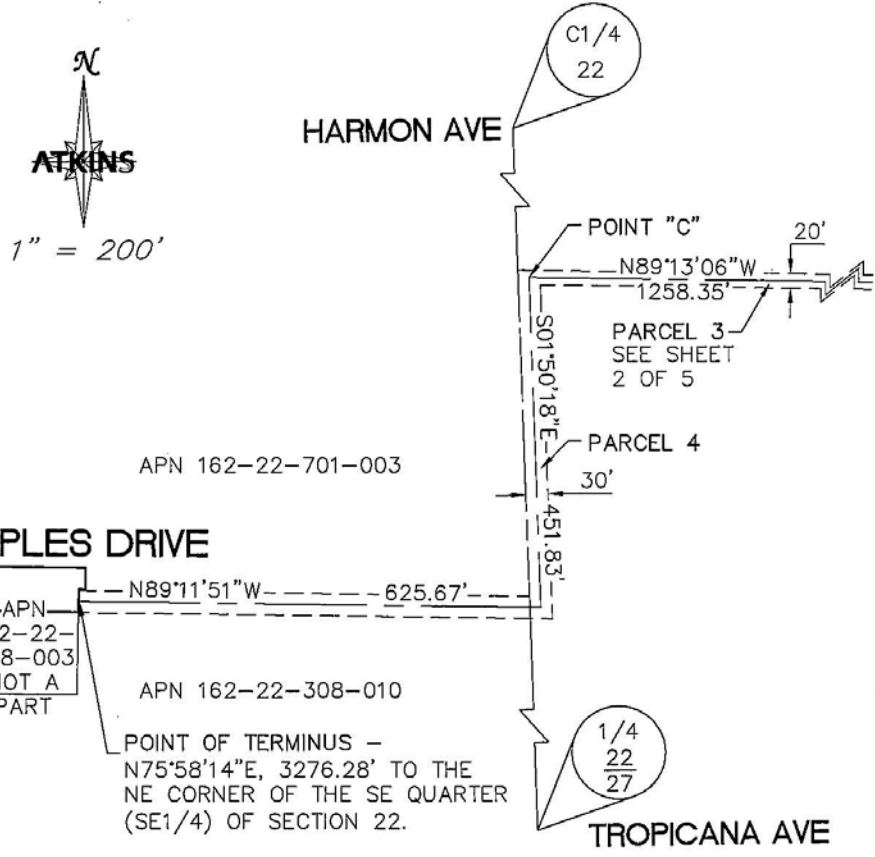 C1/4
22
N
ATKINS
1" = 200'
HARMON AVE
POINT "C"
20'
N89°13'06"W
1258.35'
PARCEL 3
SEE SHEET
2 OF 5
S01°50'18"E
451.83'
PARCEL 4
30'
APN 162-22-701-003
PLES DRIVE
N89°11'51"W 625.67'
APN
2-22-
8-003
OT A
PART
APN 162-22-308-010
POINT OF TERMINUS –
N75°58'14"E, 3276.28' TO THE
NE CORNER OF THE SE QUARTER
(SE1/4) OF SECTION 22.
1/4
22
27
TROPICANA AVE